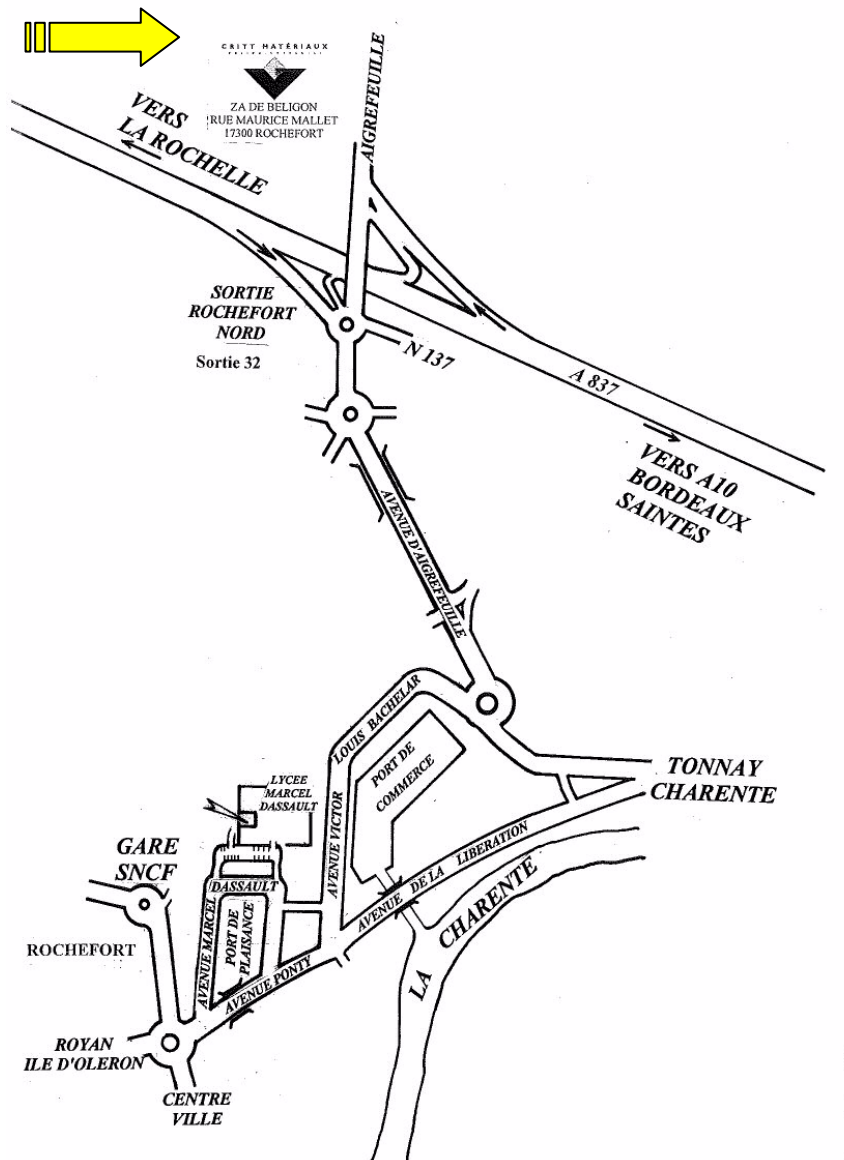 CRITT MATÉRIAUX
ZA DE BELIGON
RUE MAURICE MALLET
17300 ROCHEFORT
AIGREFEUILLE
VERS
LA ROCHELLE
SORTIE
ROCHEFORT
NORD
Sortie 32
N 137
A 837
VERS A10
BORDEAUX
SAINTES
AVENUE D'AIGREFEUILLE
LOUIS BACHELAR
PORT DE
COMMERCE
TONNAY
CHARENTE
LYCEE
MARCEL
DASSAULT
AVENUE VICTOR
GARE
SNCF
AVENUE DE LA LIBERATION
DASSAULT
AVENUE MARCEL
PORT DE
PLAISANCE
LA CHARENTE
ROCHEFORT
AVENUE PONTY
ROYAN
ILE D'OLERON
CENTRE
VILLE